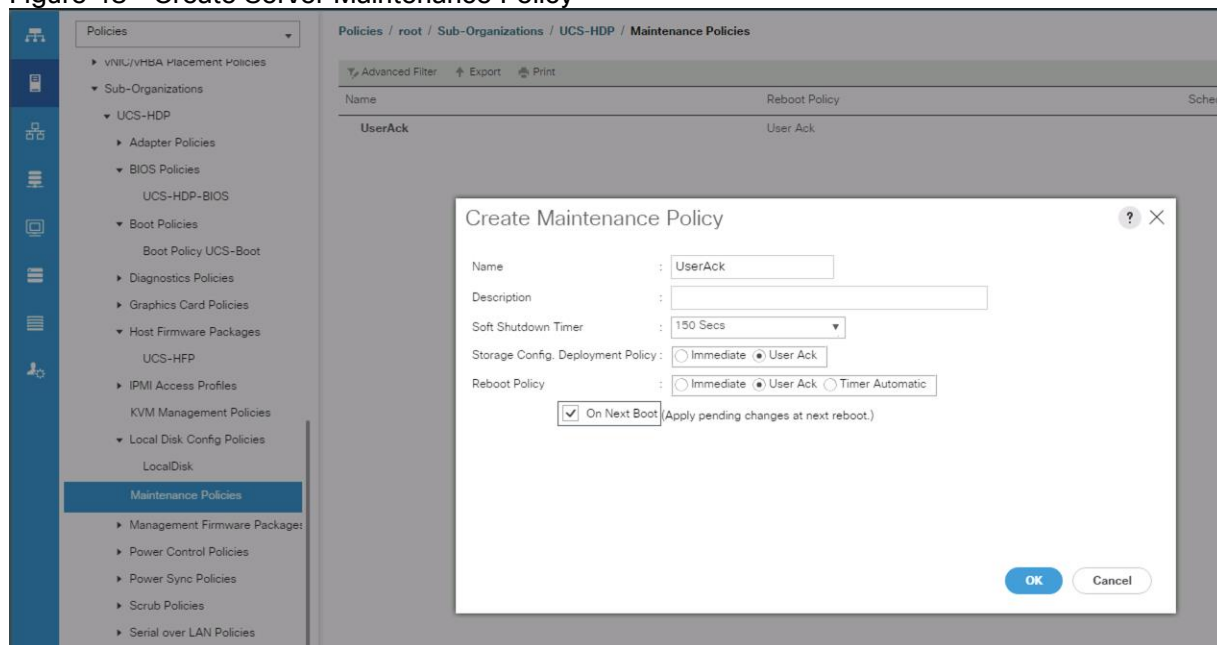 Policies
Policies / root / Sub-Organizations / UCS-HDP / Maintenance Policies
vNIC/vHBA Placement Policies
Sub-Organizations
UCS-HDP
Adapter Policies
BIOS Policies
UCS-HDP-BIOS
Boot Policies
Boot Policy UCS-Boot
Diagnostics Policies
Graphics Card Policies
Host Firmware Packages
UCS-HFP
IPMI Access Profiles
KVM Management Policies
Local Disk Config Policies
LocalDisk
Maintenance Policies
Management Firmware Packages
Power Control Policies
Power Sync Policies
Scrub Policies
Serial over LAN Policies
Advanced Filter Export Print
Name Reboot Policy
UserAck User Ack
Create Maintenance Policy ?
Name : UserAck
Description :
Soft Shutdown Timer : 150 Secs
Storage Config. Deployment Policy : Immediate User Ack
Reboot Policy : Immediate User Ack Timer Automatic
On Next Boot (Apply pending changes at next reboot.)
OK Cancel